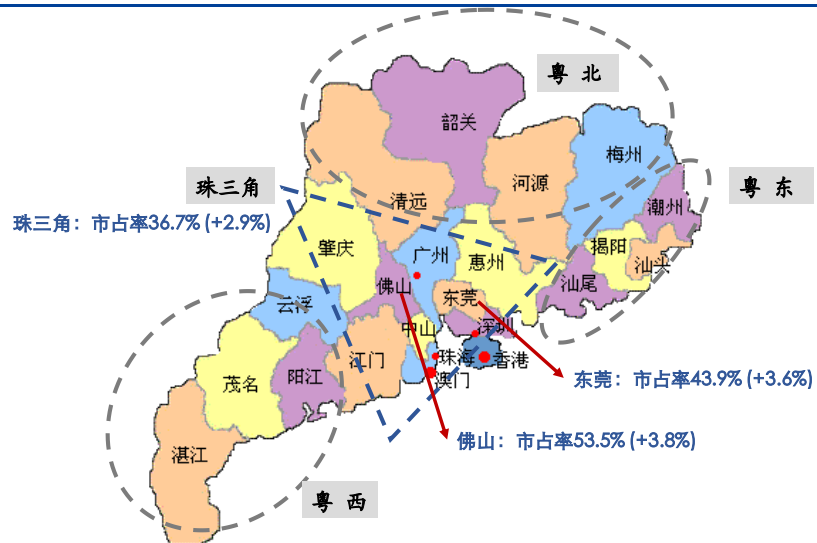 粤 北
韶关
梅州
珠三角
清远
河源
粤 东
潮州
珠三角：市占率36.7% (+2.9%)
肇庆
广州
惠州
揭阳
汕头
佛山
汕尾
云浮
东莞
中山
深圳
江门
珠海
香港
茂名
阳江
澳门
东莞：市占率43.9% (+3.6%)
佛山：市占率53.5% (+3.8%)
湛江
粤 西